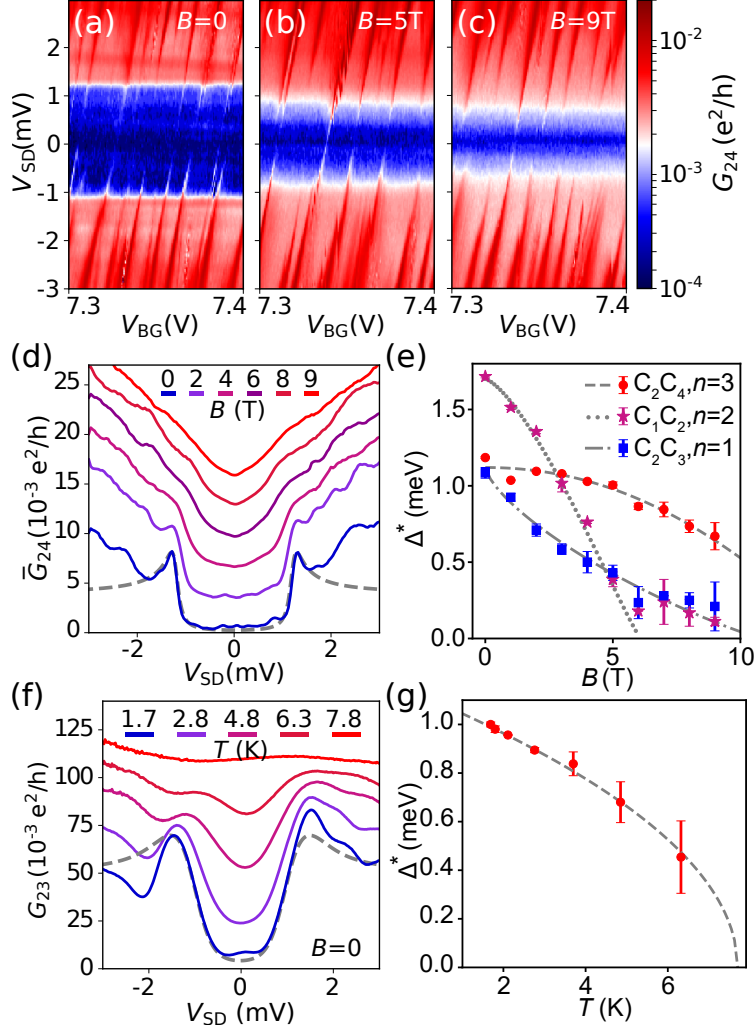 (a) B=0
(b) B=5T
(c) B=9T
V_SD(mV)
2
1
0
-1
-2
-3
7.3 7.4
7.3 7.4
7.3 7.4
V_BG(V)
V_BG(V)
V_BG(V)
10^-2
10^-3
10^-4
G_24 (e^2/h)
(d)
0 2 4 6 8 9
B (T)
G̅_24(10^-3 e^2/h)
25
20
15
10
5
0
-2 0 2
V_SD(mV)
(e)
C_2C_4,n=3
C_1C_2,n=2
C_2C_3,n=1
Δ^* (meV)
1.5
1.0
0.5
0.0
0 5 10
B(T)
(f)
1.7 2.8 4.8 6.3 7.8
T (K)
G_23(10^-3 e^2/h)
125
100
75
50
25
0
B=0
-2 0 2
V_SD (mV)
(g)
Δ^* (meV)
1.0
0.8
0.6
0.4
0.2
0.0
2 4 6
T (K)